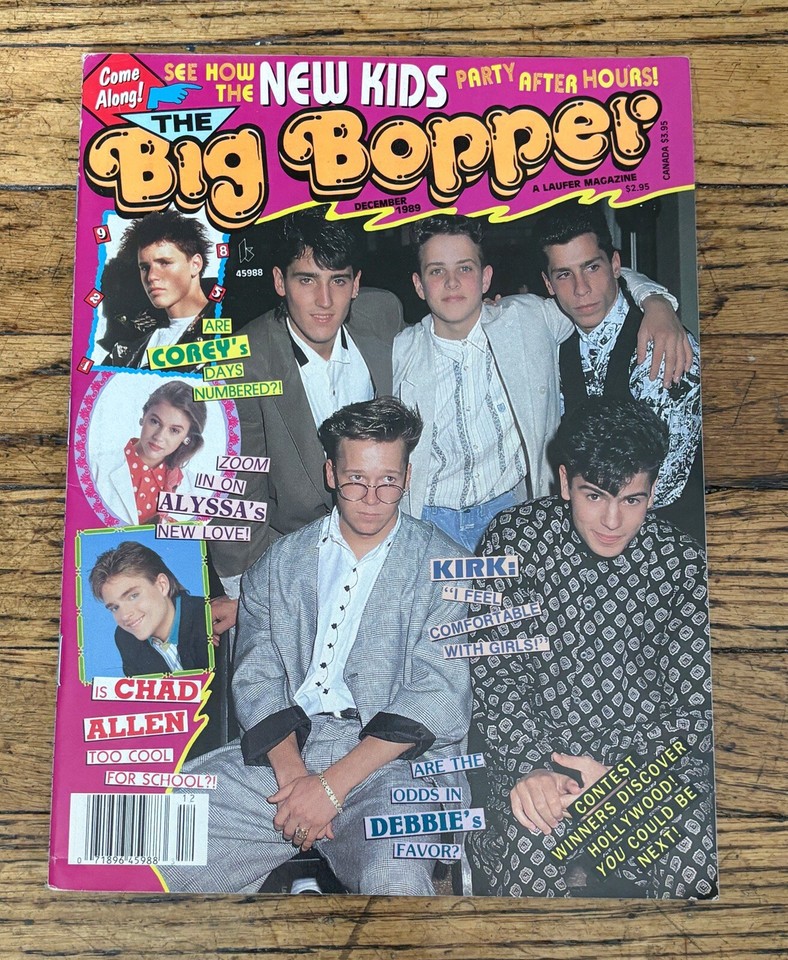 Come
Along!
SEE HOW
THE
NEW KIDS
PARTY AFTER HOURS!
THE
Big Bopper
A LAUFER MAGAZINE
$2.95
CANADA $3.95
DECEMBER
1989
45988
9
8
2
5
1
ARE
COREY's
DAYS
NUMBERED?!
ZOOM
IN ON
ALYSSA's
NEW LOVE!
KIRK:
"I FEEL
COMFORTABLE
WITH GIRLS!"
IS CHAD
ALLEN
TOO COOL
FOR SCHOOL?!
ARE THE
ODDS IN
DEBBIE's
FAVOR?
CONTEST
WINNERS DISCOVER
HOLLYWOOD!
YOU COULD BE
NEXT!
12
0 71896 45988